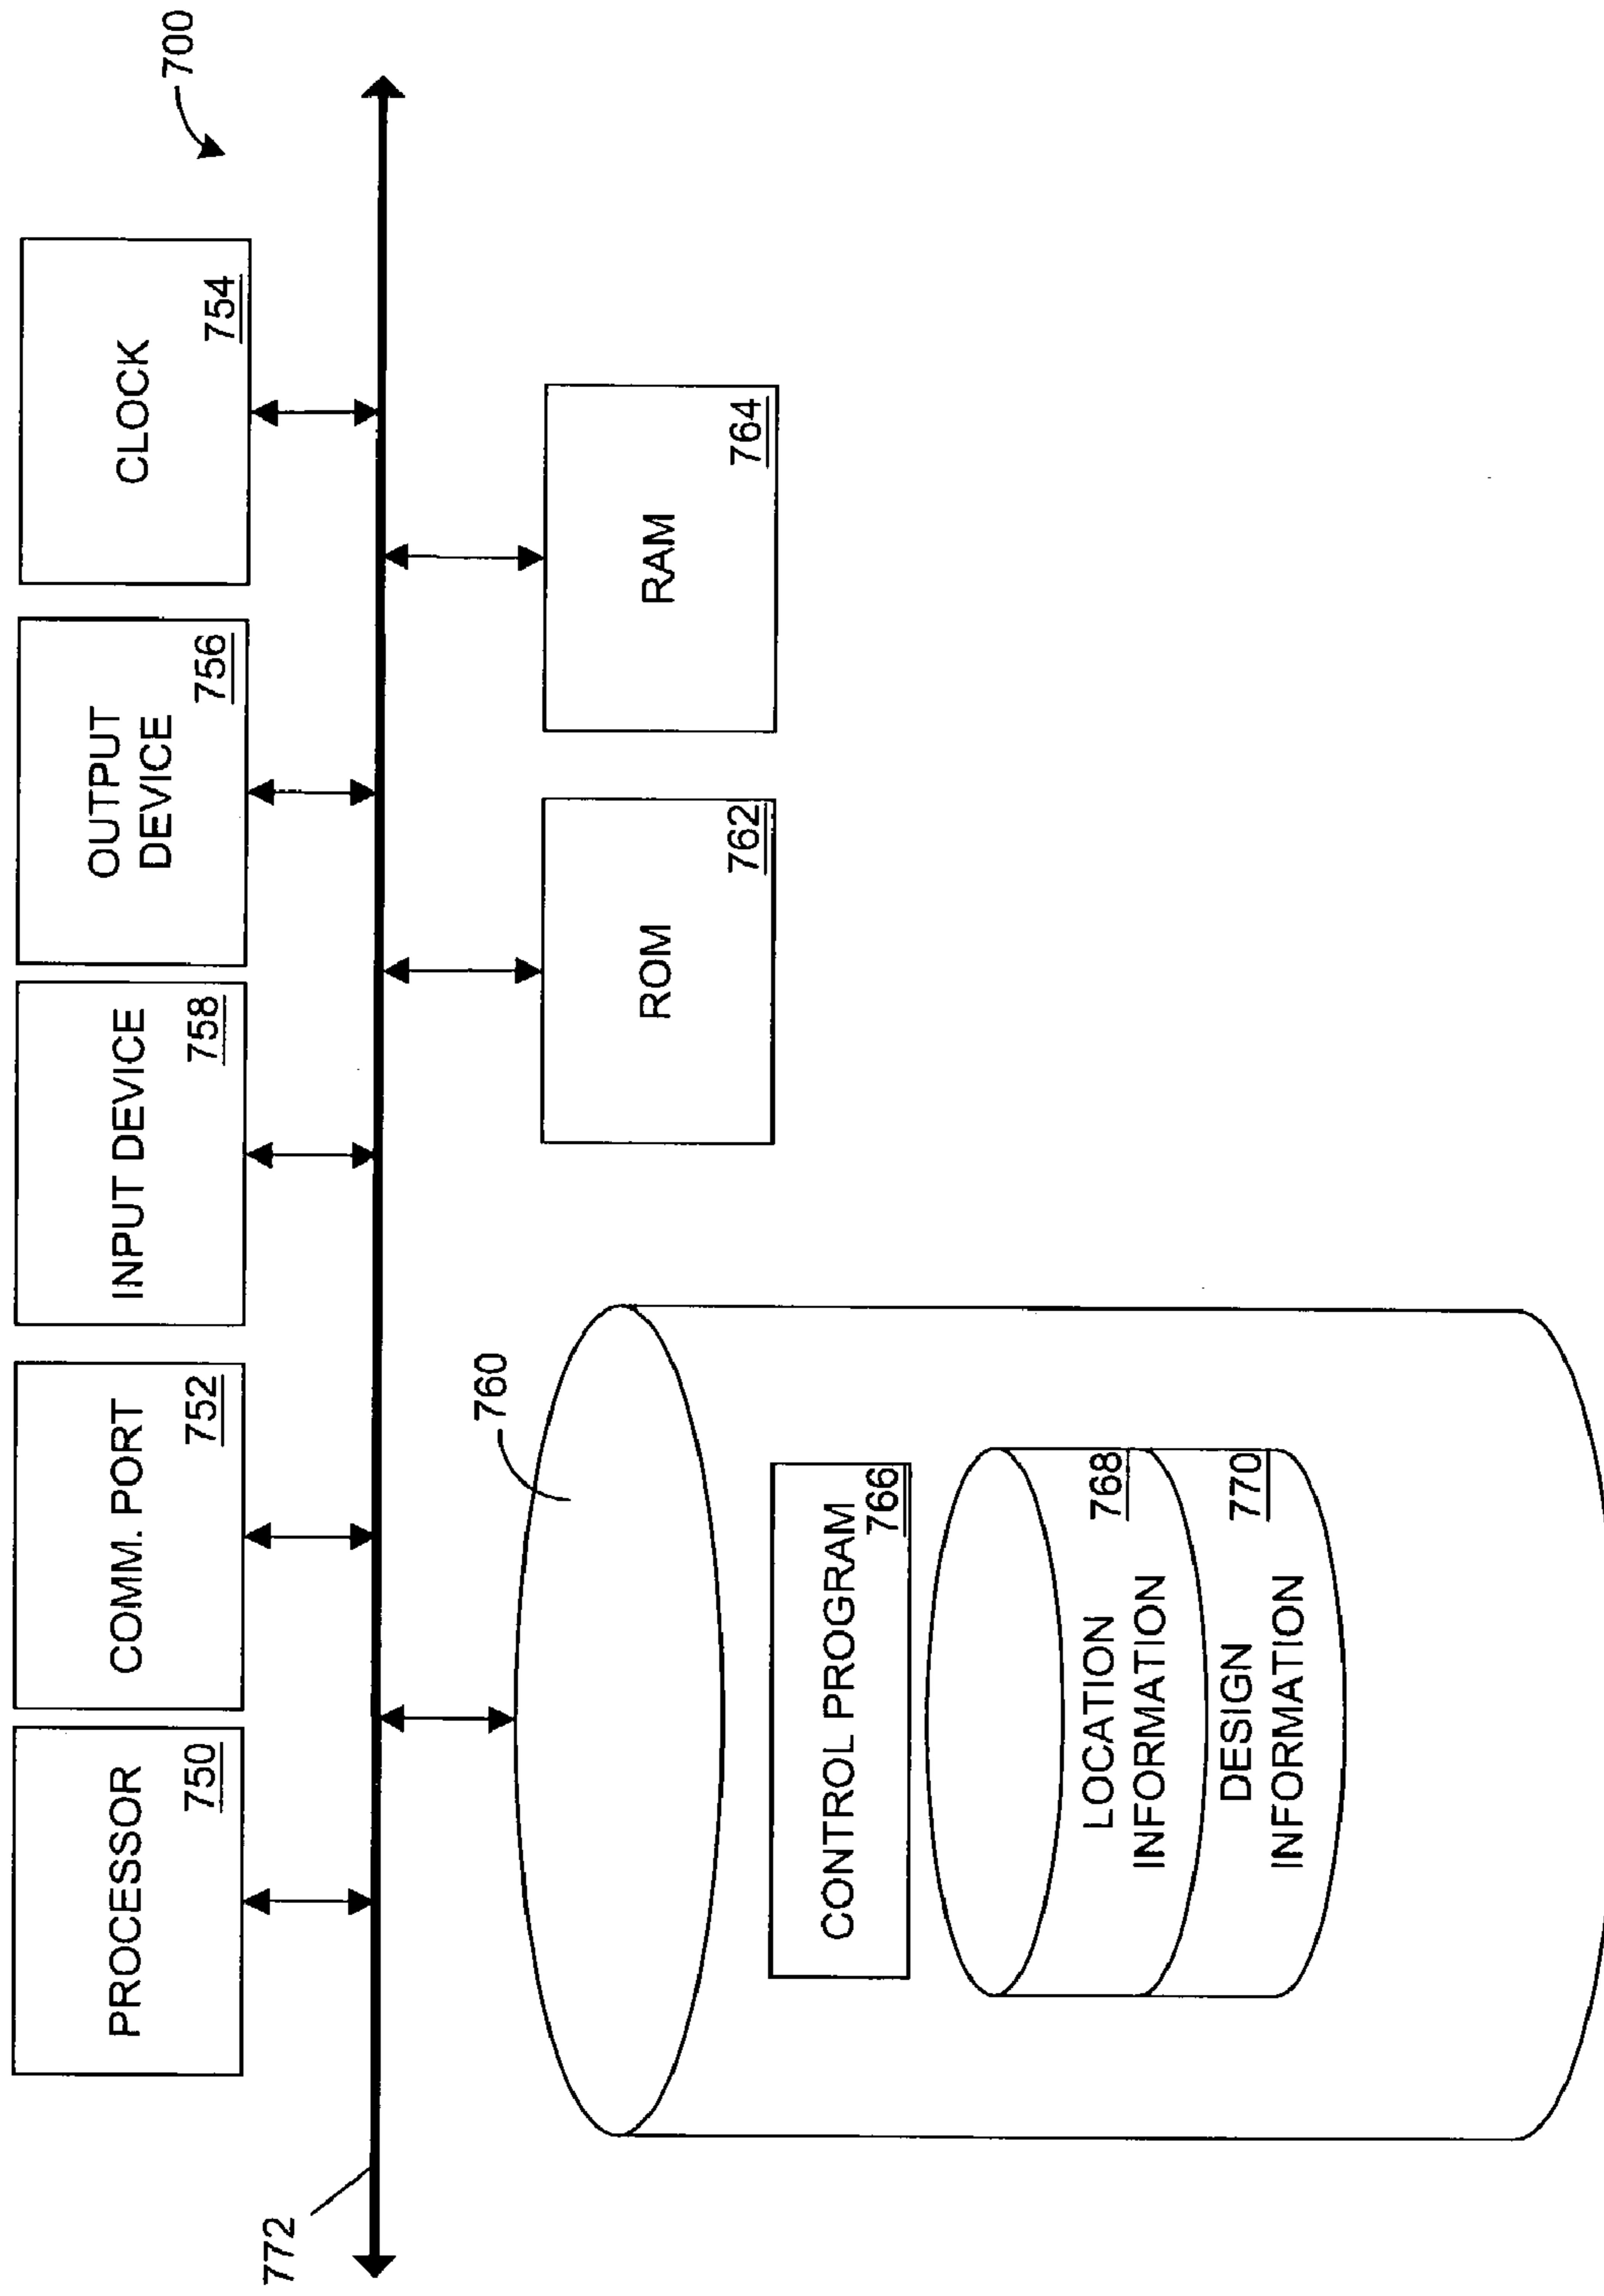 700
PROCESSOR
750
COMM. PORT
752
INPUT DEVICE
758
OUTPUT
DEVICE
756
CLOCK
754
772
760
ROM
762
RAM
764
CONTROL PROGRAM
766
LOCATION
INFORMATION
768
DESIGN
INFORMATION
770